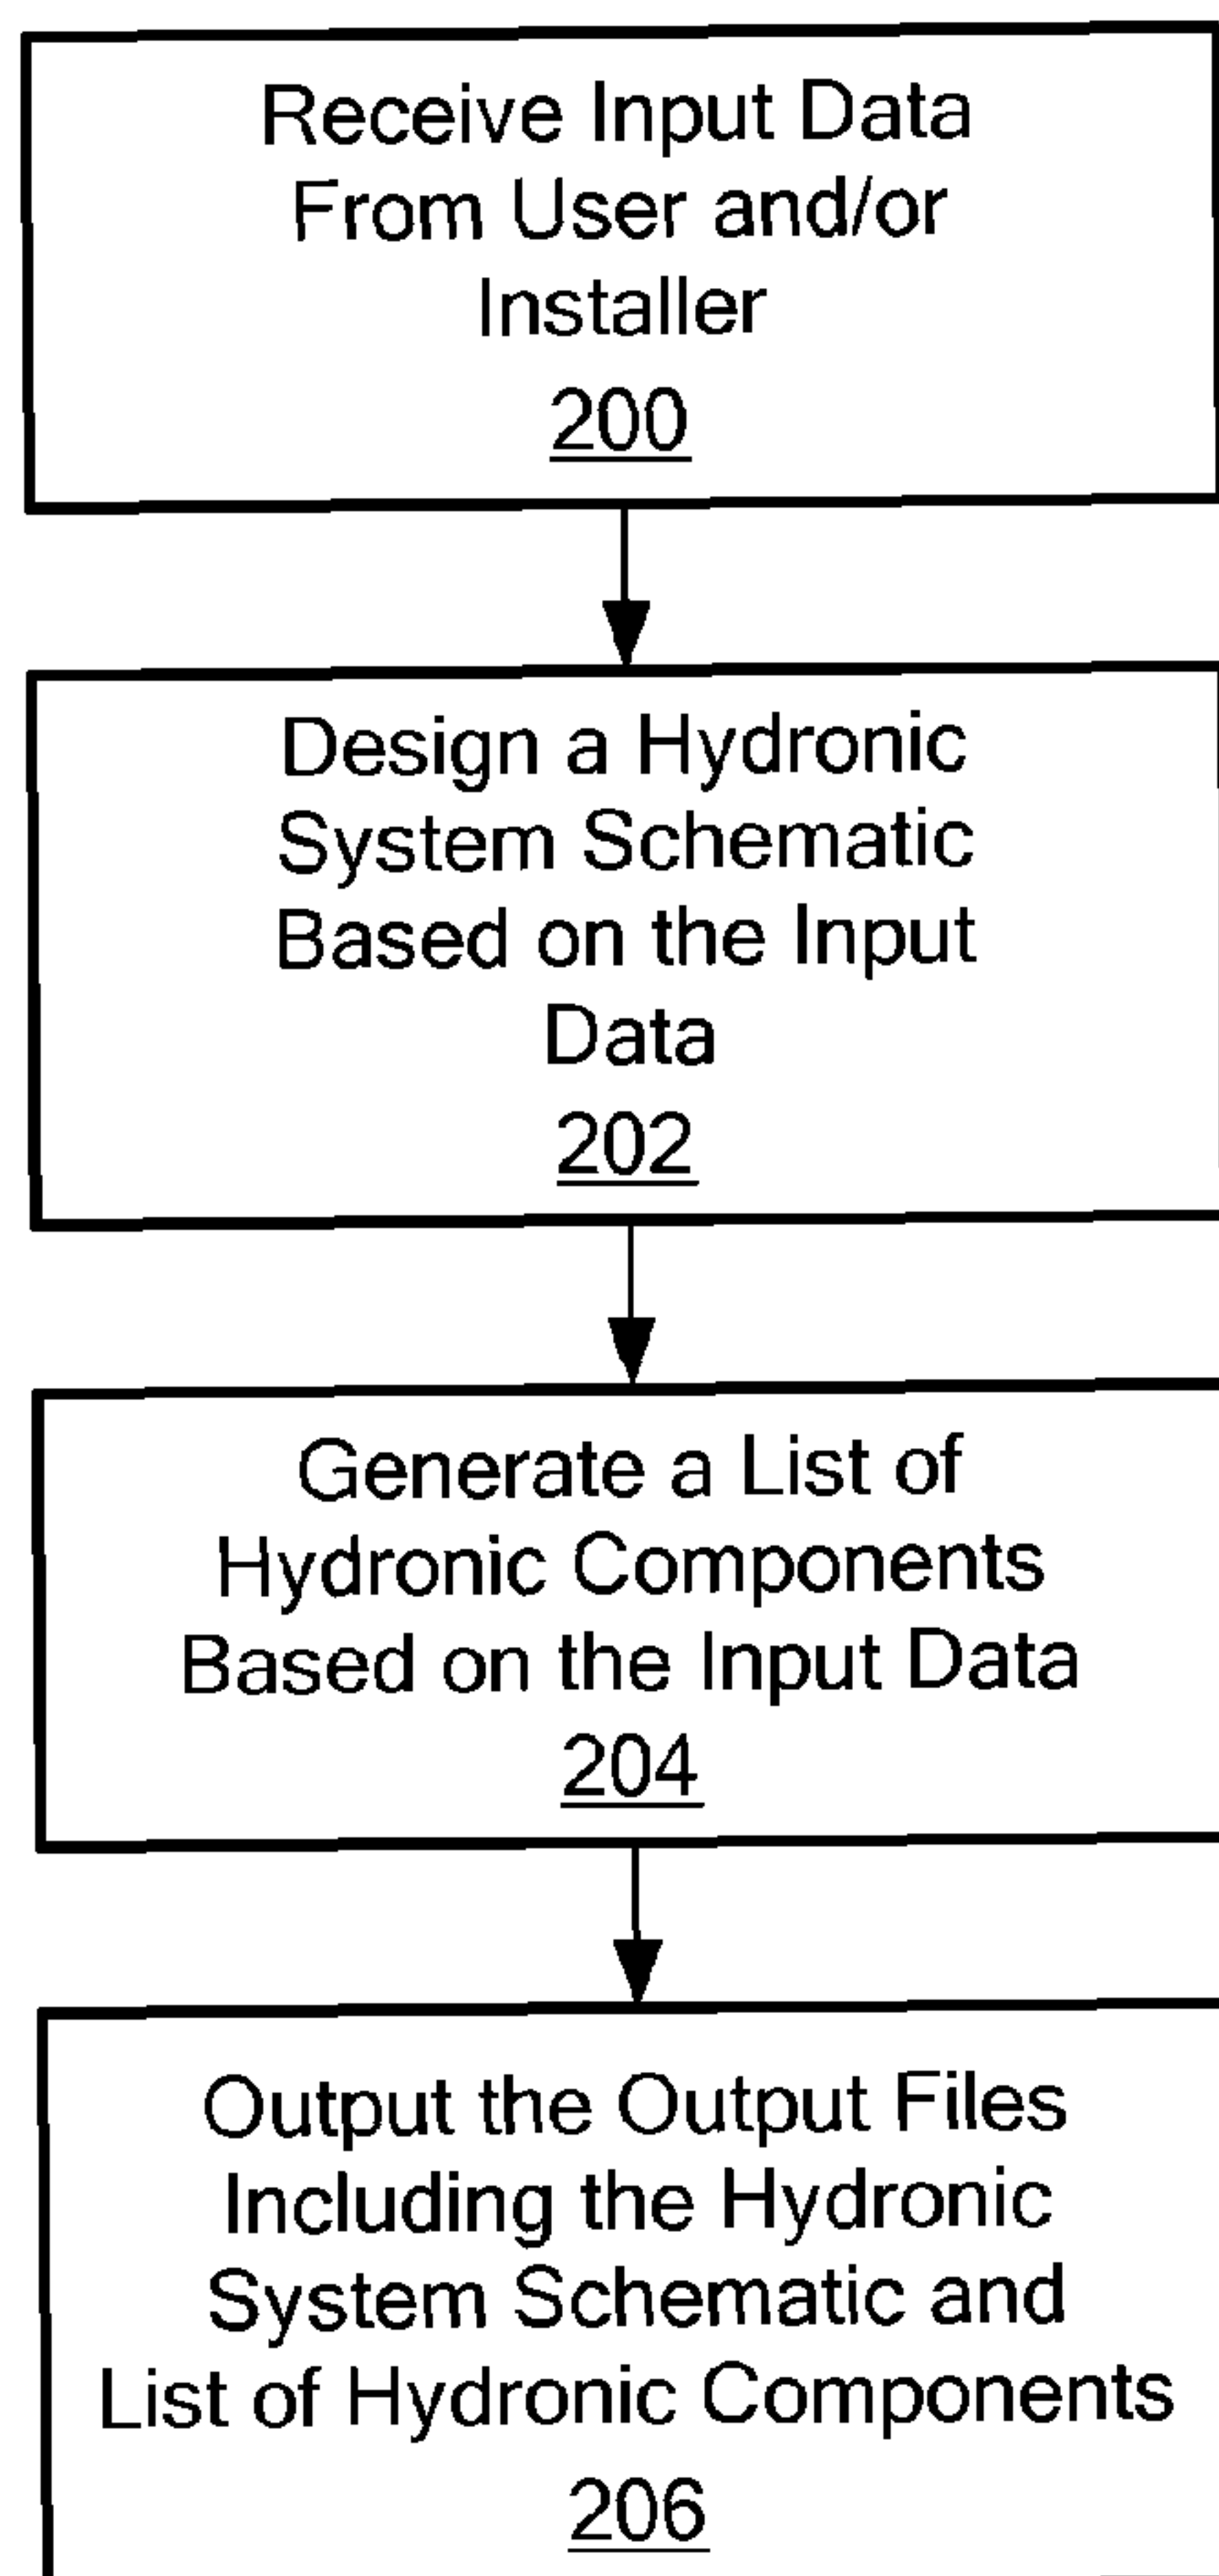 Receive Input Data
From User and/or
Installer
200
Design a Hydronic
System Schematic
Based on the Input
Data
202
Generate a List of
Hydronic Components
Based on the Input Data
204
Output the Output Files
Including the Hydronic
System Schematic and
List of Hydronic Components
206